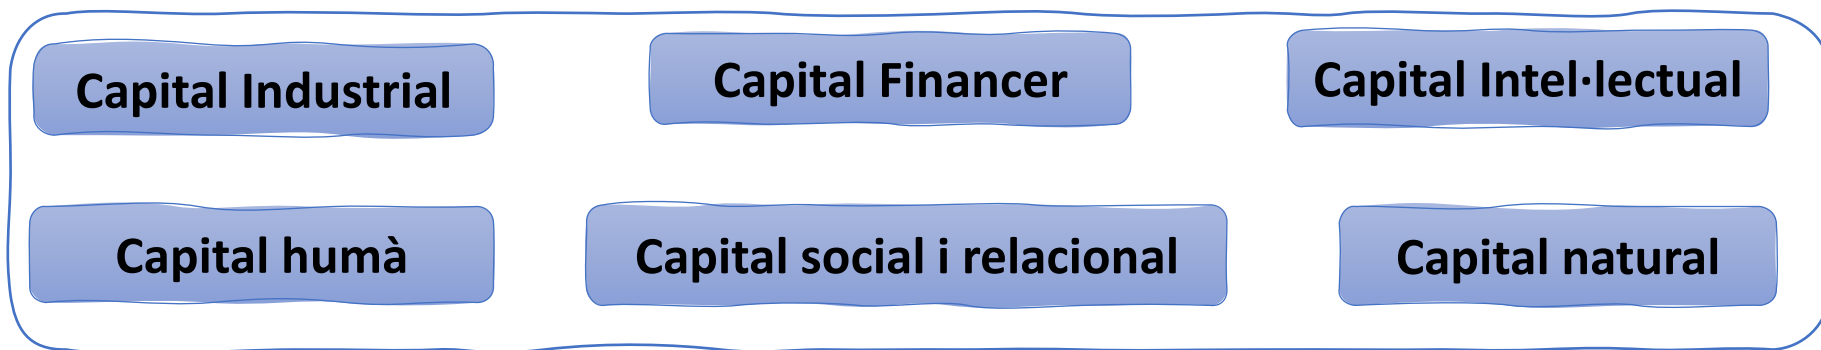 Capital Industrial
Capital Financer
Capital Intel·lectual
Capital humà
Capital social i relacional
Capital natural